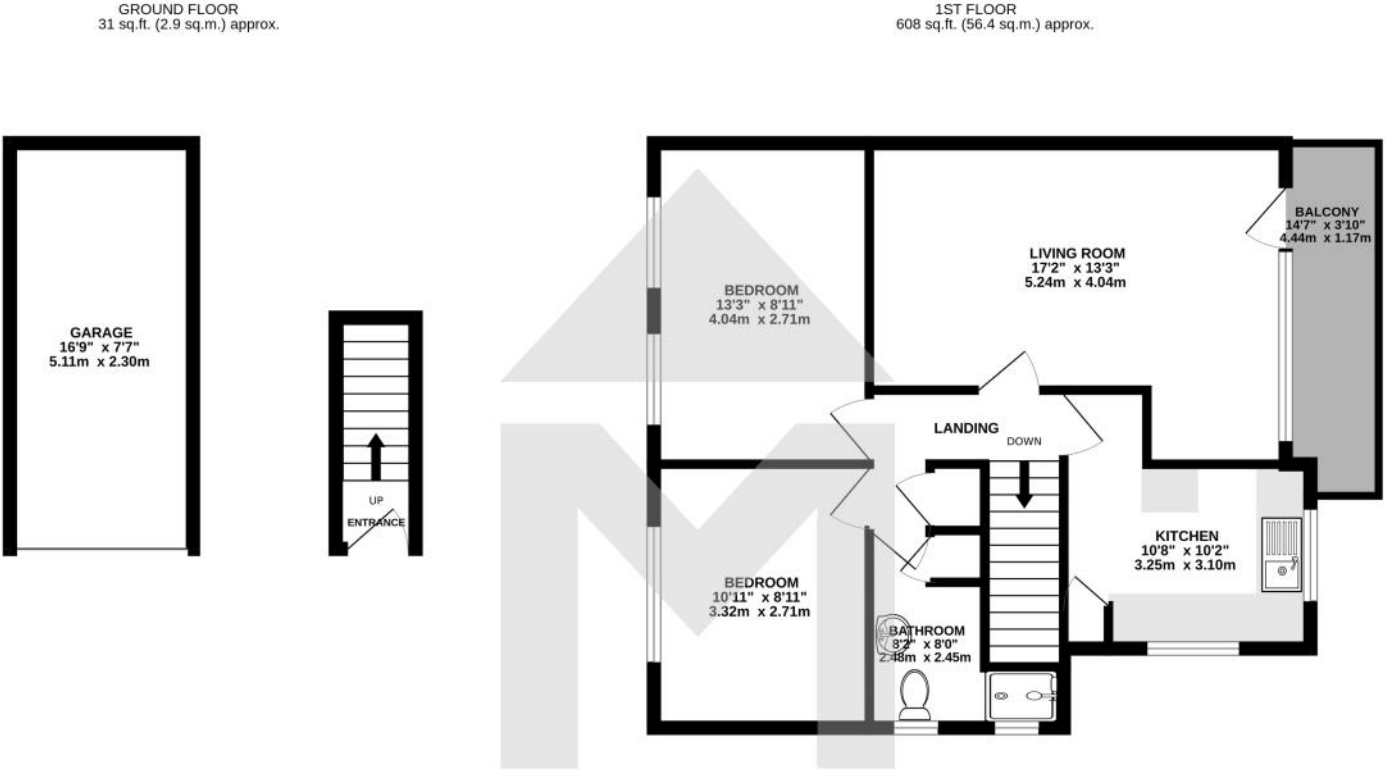 GROUND FLOOR
31 sq.ft. (2.9 sq.m.) approx.
1ST FLOOR
608 sq.ft. (56.4 sq.m.) approx.
GARAGE
16'9" x 7'7"
5.11m x 2.30m
UP
ENTRANCE
BEDROOM
13'3" x 8'11"
4.04m x 2.71m
LIVING ROOM
17'2" x 13'3"
5.24m x 4.04m
BALCONY
14'7" x 3'10"
4.44m x 1.17m
LANDING
DOWN
KITCHEN
10'8" x 10'2"
3.25m x 3.10m
BEDROOM
10'11" x 8'11"
3.32m x 2.71m
BATHROOM
8'2" x 8'0"
2.48m x 2.45m